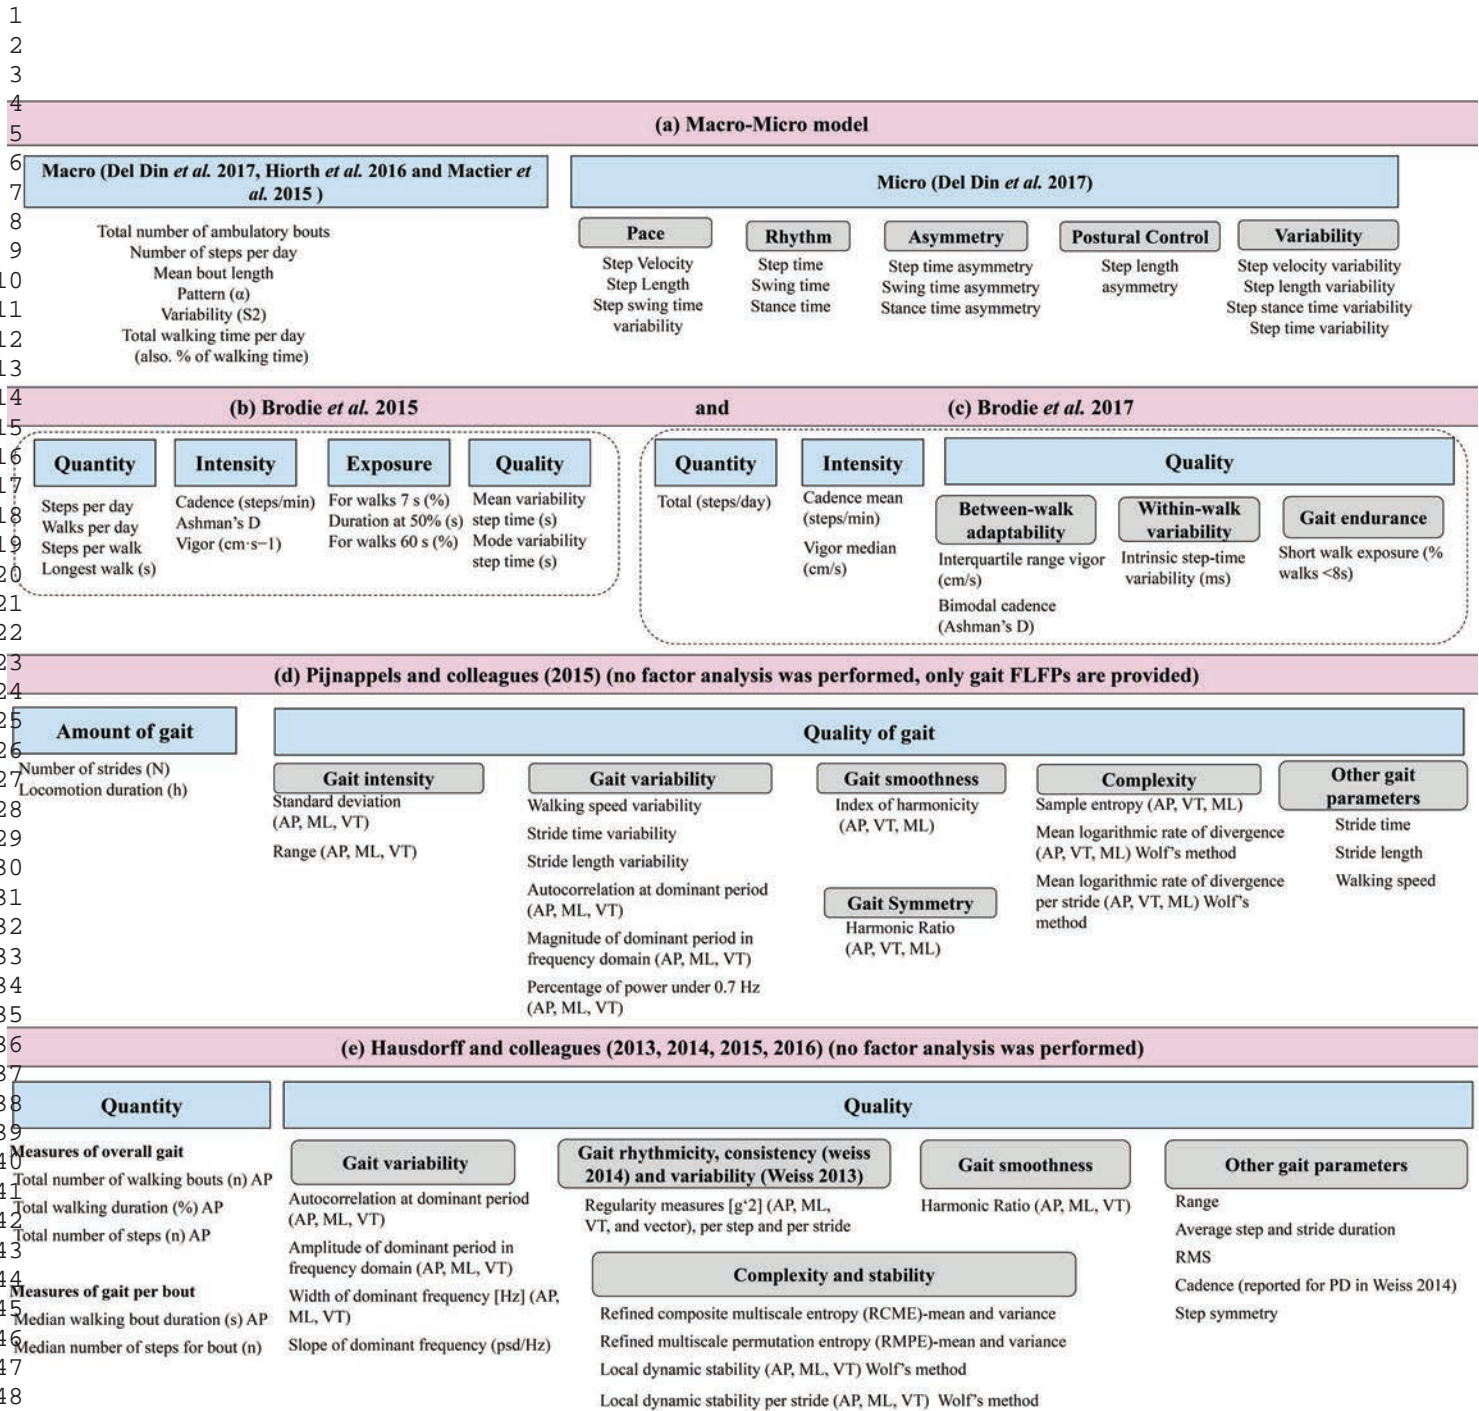 1
2
3
4
5
6
7
8
9
10
11
12
13
14
15
16
17
18
19
20
21
22
23
24
25
26
27
28
29
30
31
32
33
34
35
36
37
38
39
40
41
42
43
44
45
46
47
48
(a) Macro-Micro model
Macro (Del Din et al. 2017, Hiorth et al. 2016 and Mactier et
al. 2015 )
Total number of ambulatory bouts
Number of steps per day
Mean bout length
Pattern (α)
Variability (S2)
Total walking time per day
(also. % of walking time)
Micro (Del Din et al. 2017)
Pace
Step Velocity
Step Length
Step swing time
variability
Rhythm
Step time
Swing time
Stance time
Asymmetry
Step time asymmetry
Swing time asymmetry
Stance time asymmetry
Postural Control
Step length
asymmetry
Variability
Step velocity variability
Step length variability
Step stance time variability
Step time variability
(b) Brodie et al. 2015
and
(c) Brodie et al. 2017
Quantity
Steps per day
Walks per day
Steps per walk
Longest walk (s)
Intensity
Cadence (steps/min)
Ashman's D
Vigor (cm·s−1)
Exposure
For walks 7 s (%)
Duration at 50% (s)
For walks 60 s (%)
Quality
Mean variability
step time (s)
Mode variability
step time (s)
Quantity
Total (steps/day)
Intensity
Cadence mean
(steps/min)
Vigor median
(cm/s)
Quality
Between-walk
adaptability
Interquartile range vigor
(cm/s)
Bimodal cadence
(Ashman's D)
Within-walk
variability
Intrinsic step-time
variability (ms)
Gait endurance
Short walk exposure (%
walks <8s)
(d) Pijnappels and colleagues (2015) (no factor analysis was performed, only gait FLFPs are provided)
Amount of gait
Number of strides (N)
Locomotion duration (h)
Quality of gait
Gait intensity
Standard deviation
(AP, ML, VT)
Range (AP, ML, VT)
Gait variability
Walking speed variability
Stride time variability
Stride length variability
Autocorrelation at dominant period
(AP, ML, VT)
Magnitude of dominant period in
frequency domain (AP, ML, VT)
Percentage of power under 0.7 Hz
(AP, ML, VT)
Gait smoothness
Index of harmonicity
(AP, VT, ML)
Gait Symmetry
Harmonic Ratio
(AP, VT, ML)
Complexity
Sample entropy (AP, VT, ML)
Mean logarithmic rate of divergence
(AP, VT, ML) Wolf's method
Mean logarithmic rate of divergence
per stride (AP, VT, ML) Wolf's
method
Other gait
parameters
Stride time
Stride length
Walking speed
(e) Hausdorff and colleagues (2013, 2014, 2015, 2016) (no factor analysis was performed)
Quantity
Measures of overall gait
Total number of walking bouts (n) AP
Total walking duration (%) AP
Total number of steps (n) AP
Measures of gait per bout
Median walking bout duration (s) AP
Median number of steps for bout (n)
Quality
Gait variability
Autocorrelation at dominant period
(AP, ML, VT)
Amplitude of dominant period in
frequency domain (AP, ML, VT)
Width of dominant frequency [Hz] (AP,
ML, VT)
Slope of dominant frequency (psd/Hz)
Gait rhythmicity, consistency (weiss
2014) and variability (Weiss 2013)
Regularity measures [g‘2] (AP, ML,
VT, and vector), per step and per stride
Complexity and stability
Refined composite multiscale entropy (RCME)-mean and variance
Refined multiscale permutation entropy (RMPE)-mean and variance
Local dynamic stability (AP, ML, VT) Wolf's method
Local dynamic stability per stride (AP, ML, VT) Wolf's method
Gait smoothness
Harmonic Ratio (AP, ML, VT)
Other gait parameters
Range
Average step and stride duration
RMS
Cadence (reported for PD in Weiss 2014)
Step symmetry